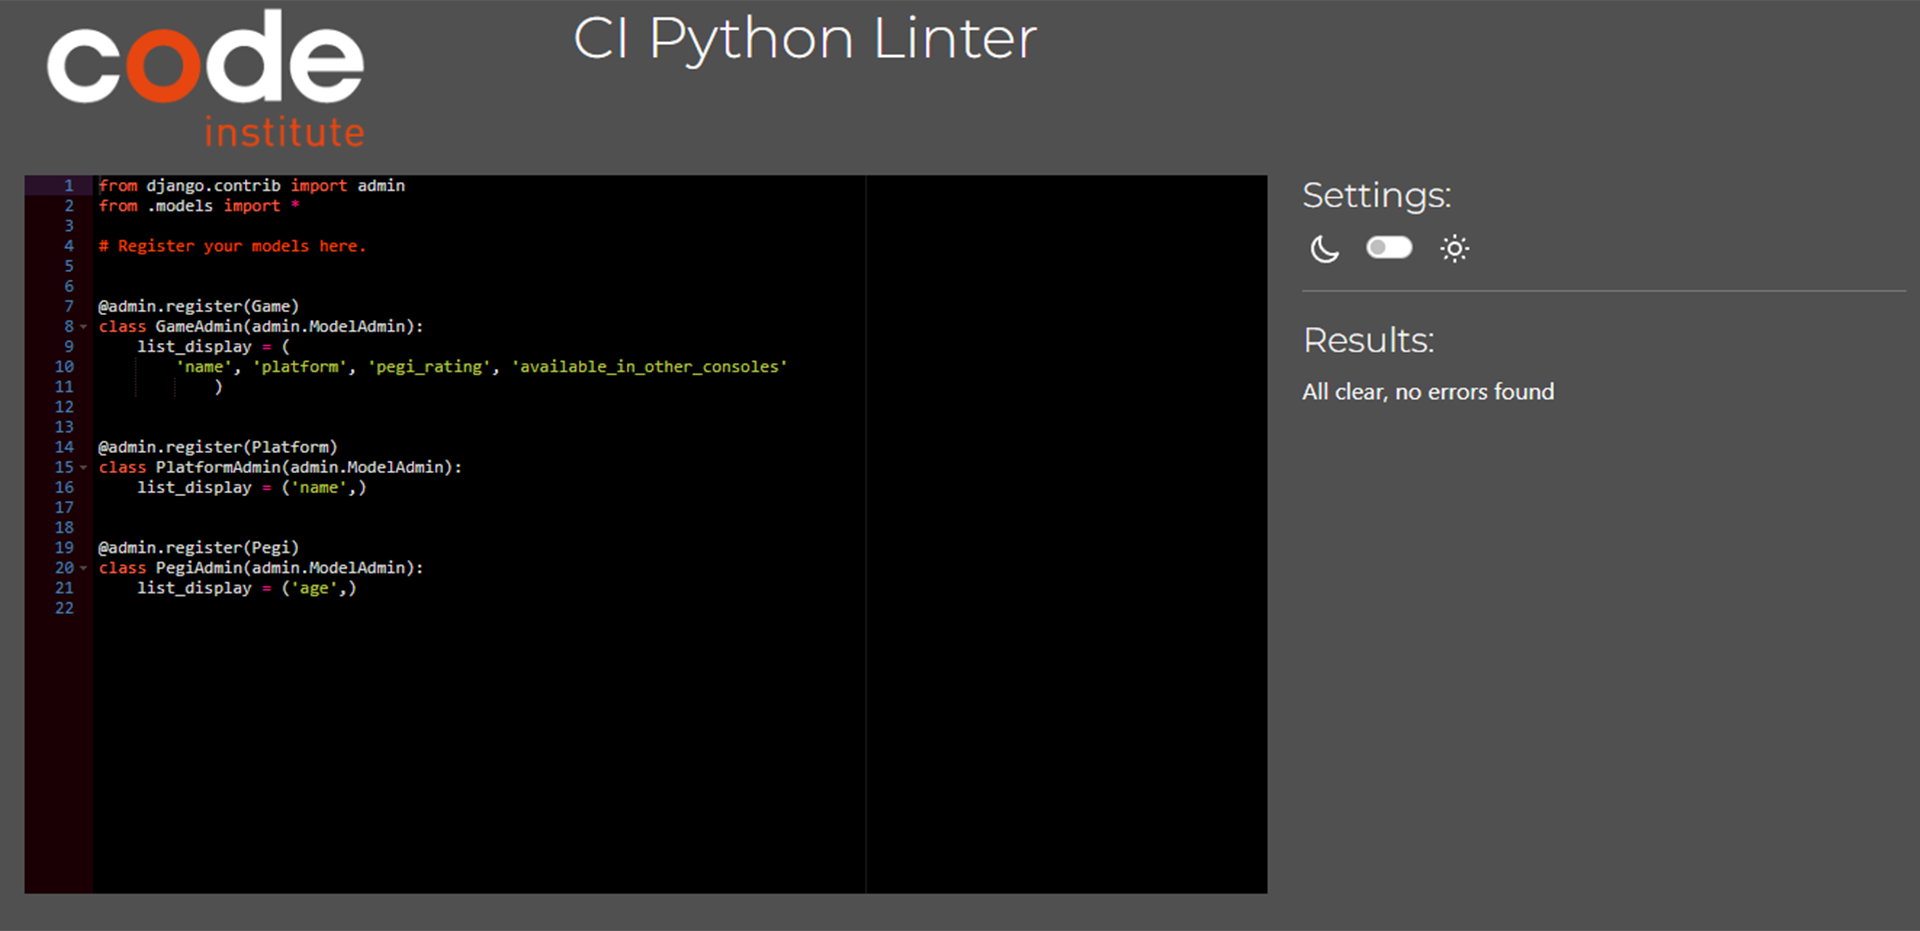 code
institute
CI Python Linter
1 from django.contrib import admin
2 from .models import *
3
4 # Register your models here.
5
6
7 @admin.register(Game)
8 class GameAdmin(admin.ModelAdmin):
9     list_display = (
10         'name', 'platform', 'pegi_rating', 'available_in_other_consoles'
11             )
12
13
14 @admin.register(Platform)
15 class PlatformAdmin(admin.ModelAdmin):
16     list_display = ('name',)
17
18
19 @admin.register(Pegi)
20 class PegiAdmin(admin.ModelAdmin):
21     list_display = ('age',)
22
Settings:
Results:
All clear, no errors found